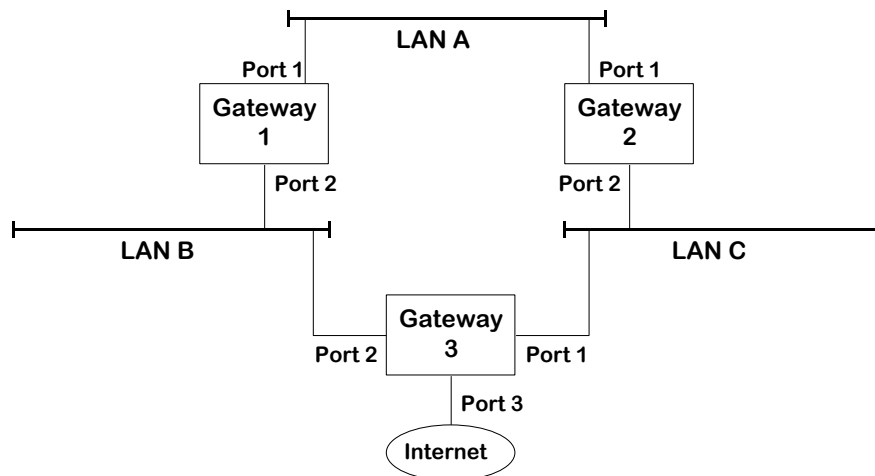 LAN A
Port 1
Port 1
Gateway
1
Gateway
2
Port 2
Port 2
LAN B
LAN C
Gateway
3
Port 2
Port 1
Port 3
Internet